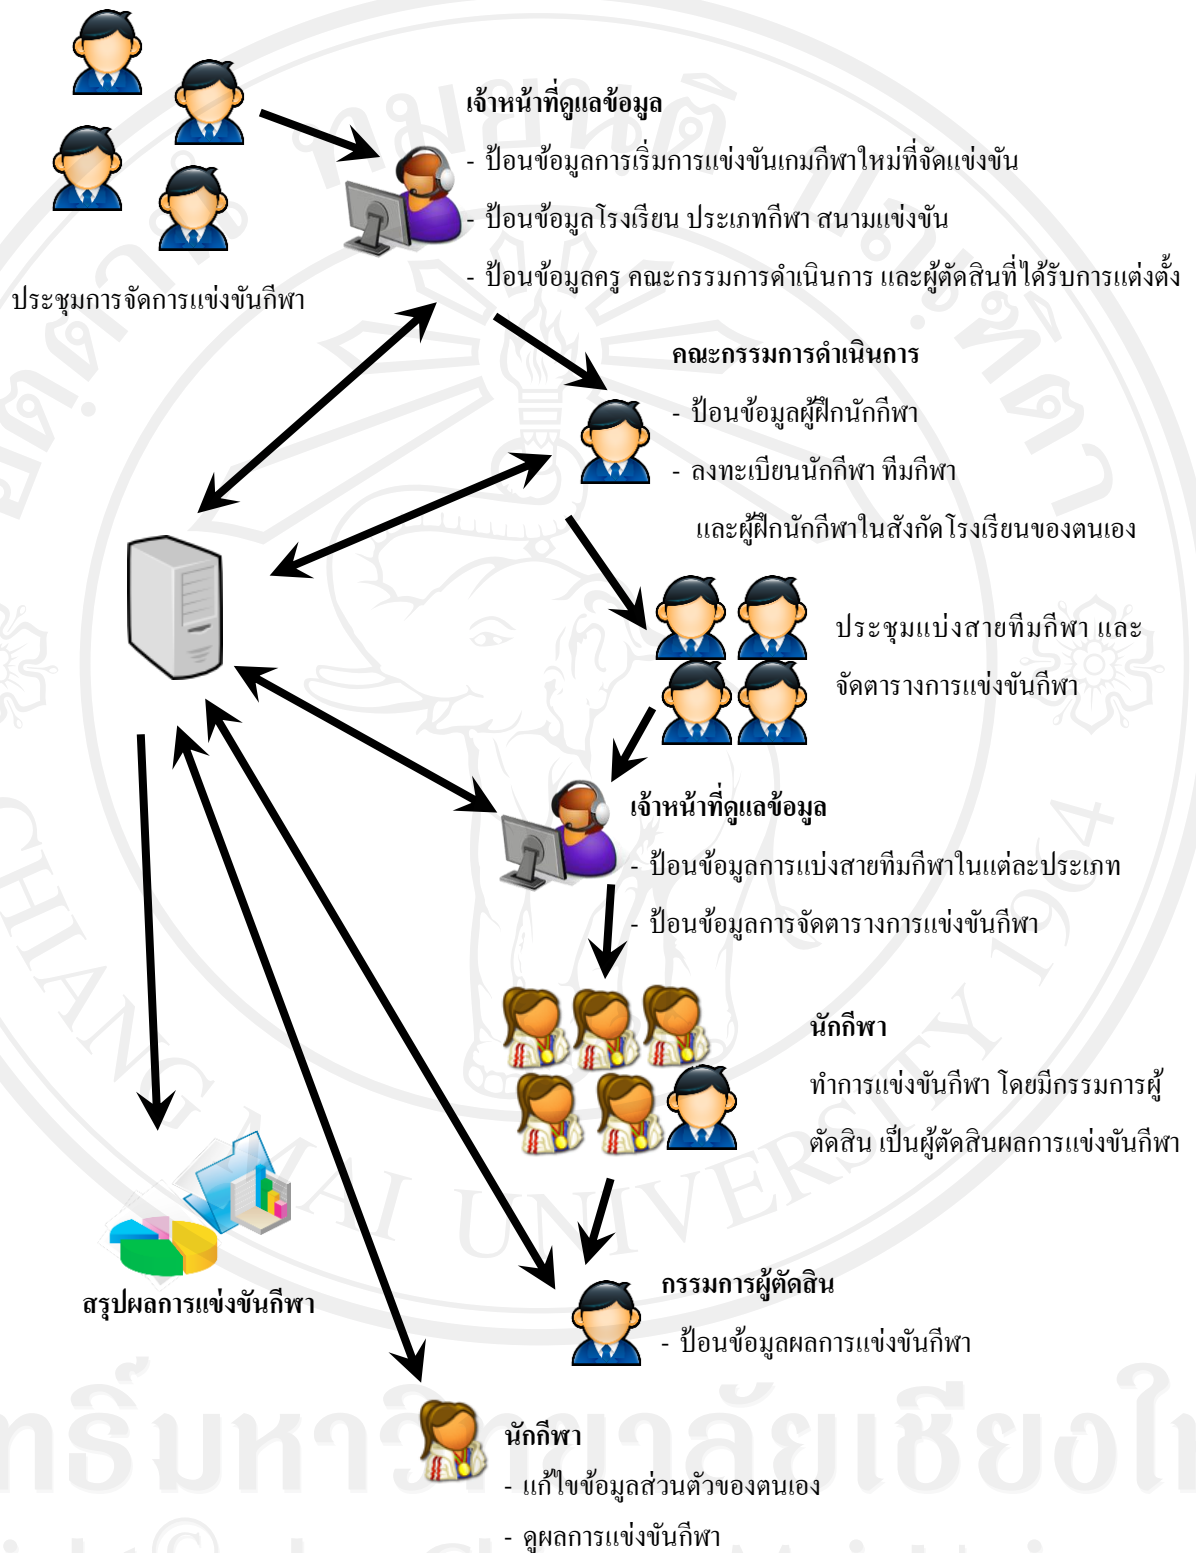 เจ้าหน้าที่ดูแลข้อมูล
- ป้อนข้อมูลการเริ่มการแข่งขันเกมกีฬาใหม่ที่จัดแข่งขัน
- ป้อนข้อมูลโรงเรียน ประเภทกีฬา สนามแข่งขัน
- ป้อนข้อมูลครู คณะกรรมการดำเนินการ และผู้ตัดสินที่ได้รับการแต่งตั้ง
ประชุมการจัดการแข่งขันกีฬา
คณะกรรมการดำเนินการ
- ป้อนข้อมูลผู้ฝึกนักกีฬา
- ลงทะเบียนนักกีฬา ทีมกีฬา
และผู้ฝึกนักกีฬาในสังกัดโรงเรียนของตนเอง
ประชุมแบ่งสายทีมกีฬา และ
จัดตารางการแข่งขันกีฬา
เจ้าหน้าที่ดูแลข้อมูล
- ป้อนข้อมูลการแบ่งสายทีมกีฬาในแต่ละประเภท
- ป้อนข้อมูลการจัดตารางการแข่งขันกีฬา
นักกีฬา
ทำการแข่งขันกีฬา โดยมีกรรมการผู้
ตัดสิน เป็นผู้ตัดสินผลการแข่งขันกีฬา
กรรมการผู้ตัดสิน
- ป้อนข้อมูลผลการแข่งขันกีฬา
สรุปผลการแข่งขันกีฬา
นักกีฬา
- แก้ไขข้อมูลส่วนตัวของตนเอง
- ดูผลการแข่งขันกีฬา
CHIANG MAI UNIVERSITY 1964